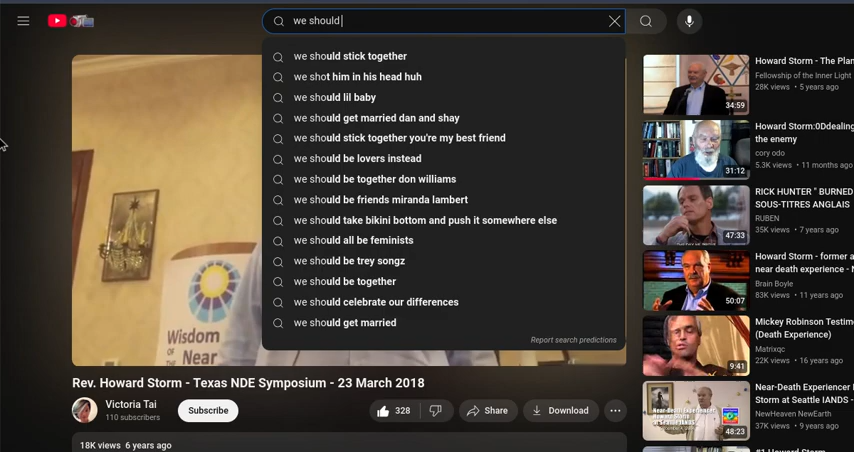 we should
we should stick together
we shot him in his head huh
we should lil baby
we should get married dan and shay
we should stick together you're my best friend
we should be lovers instead
we should be together don williams
we should be friends miranda lambert
we should take bikini bottom and push it somewhere else
we should all be feminists
we should be trey songz
we should be together
we should celebrate our differences
we should get married
Report search predictions
Wisdom
OF THE
Near
Rev. Howard Storm - Texas NDE Symposium - 23 March 2018
Victoria Tai
110 subscribers
Subscribe
328
Share
Download
18K views 6 years ago
Howard Storm - The Plan
Fellowship of the Inner Light
28K views • 5 years ago
34:59
Howard Storm:0Ddealing
the enemy
cory odo
5.3K views • 11 months ago
31:12
RICK HUNTER " BURNED
SOUS-TITRES ANGLAIS
RUBEN
35K views • 7 years ago
47:33
Howard Storm - former a
near death experience - N
Brian Boyle
83K views • 11 years ago
50:07
Mickey Robinson Testim
(Death Experience)
Matrixqc
22K views • 16 years ago
9:41
Near-Death Experiencer
Storm at Seattle IANDS -
NewHeaven NewEarth
37K views • 9 years ago
48:23